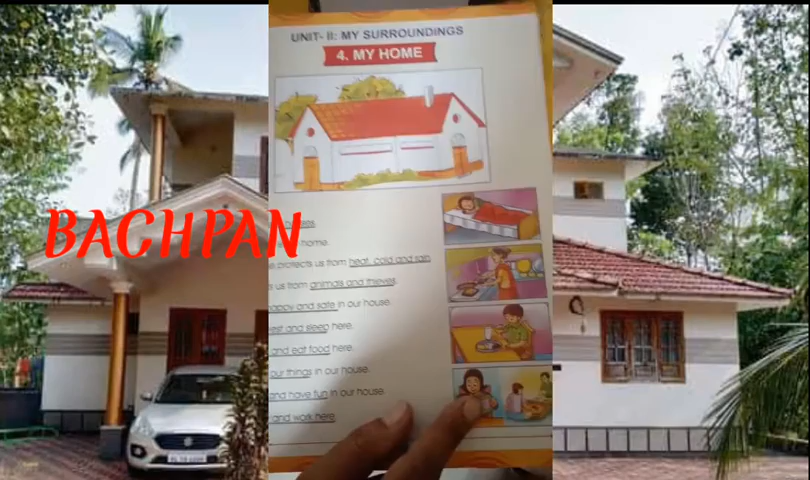 UNIT- II: MY SURROUNDINGS
4. MY HOME
BACHPAN
home.
protects us from heat, cold and rain
us from animals and thieves.
happy and safe in our house.
rest and sleep here.
and eat food here.
our things in our house.
and have fun in our house.
and work here.